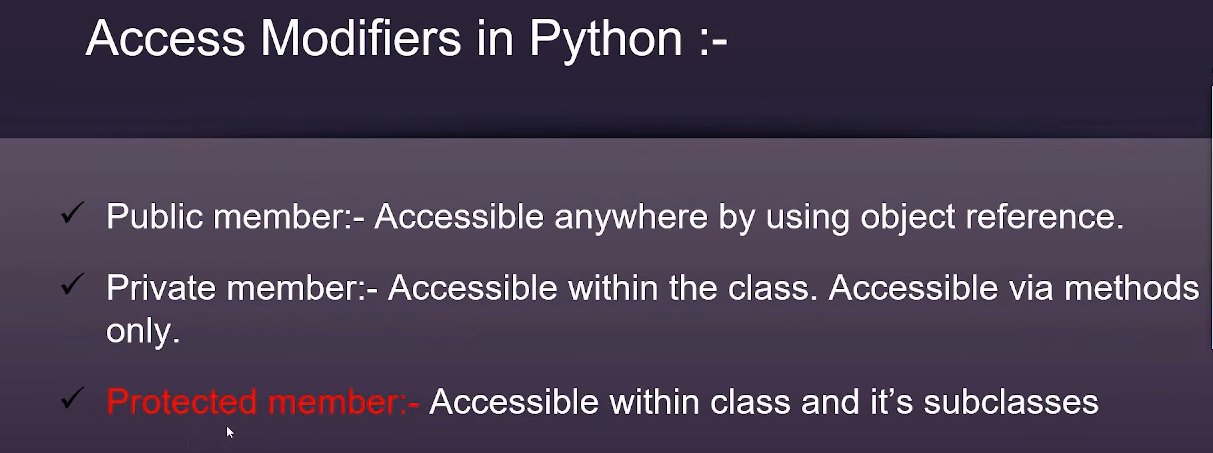 Access Modifiers in Python :-
Public member:- Accessible anywhere by using object reference.
Private member:- Accessible within the class. Accessible via methods
only.
Protected member:- Accessible within class and it’s subclasses